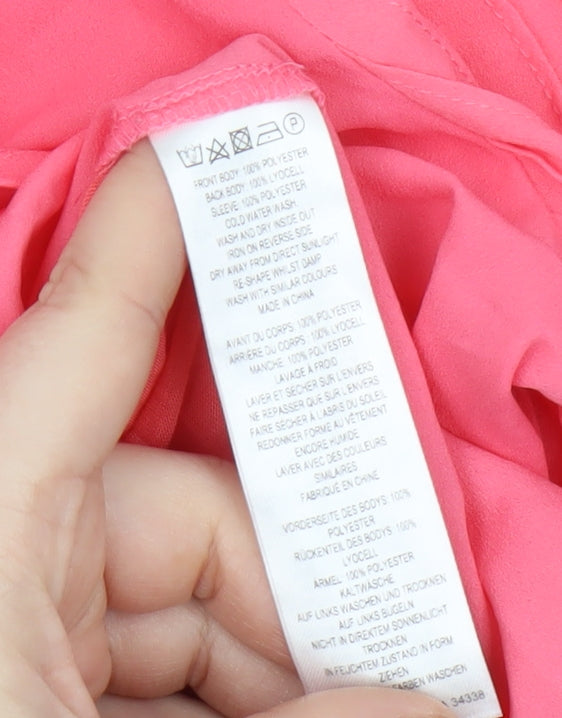 P
FRONT BODY: 100% POLYESTER
BACK BODY: 100% LYOCELL
SLEEVE: 100% POLYESTER
COLD WATER WASH,
WASH AND DRY INSIDE OUT
IRON ON REVERSE SIDE
DRY AWAY FROM DIRECT SUNLIGHT
RE-SHAPE WHILST DAMP
WASH WITH SIMILAR COLOURS
MADE IN CHINA
AVANT DU CORPS: 100% POLYESTER
ARRIERE DU CORPS : 100% LYOCELL
MANCHE: 100% POLYESTER
LAVAGE À FROID
LAVER ET SÉCHER SUR L'ENVERS
NE REPASSER QUE SUR L'ENVERS
FAIRE SÉCHER À L'ABRIS DU SOLEIL
REDONNER FORME AU VÊTEMENT
ENCORE HUMIDE
LAVER AVEC DES COULEURS
SIMILAIRES
FABRIQUE EN CHINE
VORDERSEITE DES BODYS: 100%
POLYESTER
RÜCKENTEIL DES BODYS: 100%
LYOCELL
ÄRMEL: 100% POLYESTER
KALTWÄSCHE
AUF LINKS WASCHEN UND TROCKNEN
AUF LINKS BÜGELN
NICHT IN DIREKTEM SONNENLICHT
TROCKNEN
IN FEUCHTEM ZUSTAND IN FORM
ZIEHEN
FARBEN WASCHEN
34338